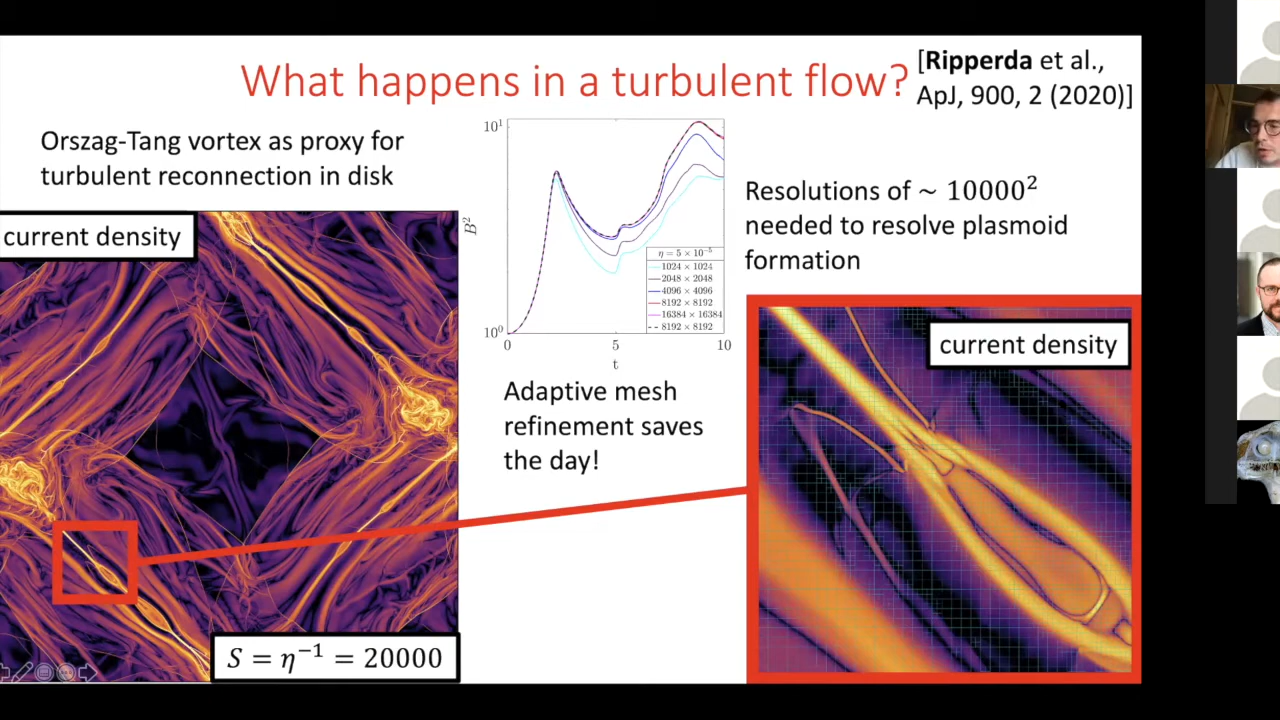 What happens in a turbulent flow?
[Ripperda et al.,
ApJ, 900, 2 (2020)]
Orszag-Tang vortex as proxy for
turbulent reconnection in disk
current density
S = η⁻¹ = 20000
10¹
B²
10⁰
0
5
10
t
η = 5 × 10⁻⁵
1024 × 1024
2048 × 2048
4096 × 4096
8192 × 8192
16384 × 16384
8192 × 8192
Adaptive mesh
refinement saves
the day!
Resolutions of ~ 10000²
needed to resolve plasmoid
formation
current density